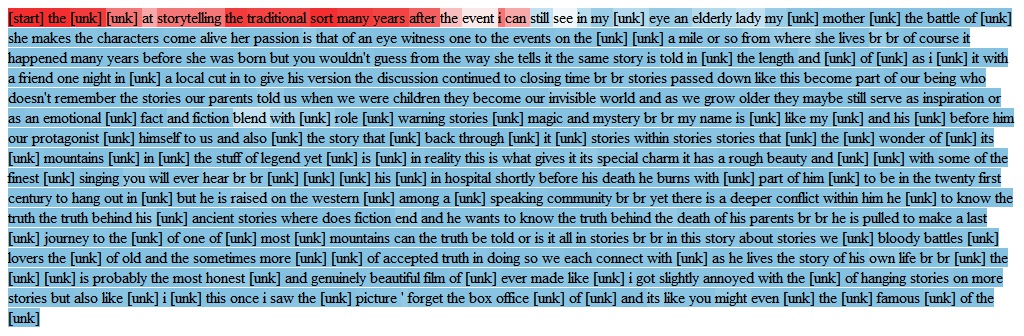 [start] the [unk] [unk] at storytelling the traditional sort many years after the event i can still see in my [unk] eye an elderly lady my [unk] mother [unk] the battle of [unk]
she makes the characters come alive her passion is that of an eye witness one to the events on the [unk] [unk] a mile or so from where she lives br br of course it
happened many years before she was born but you wouldn't guess from the way she tells it the same story is told in [unk] the length and [unk] of [unk] as i [unk] it with
a friend one night in [unk] a local cut in to give his version the discussion continued to closing time br br stories passed down like this become part of our being who
doesn't remember the stories our parents told us when we were children they become our invisible world and as we grow older they maybe still serve as inspiration or
as an emotional [unk] fact and fiction blend with [unk] role [unk] warning stories [unk] magic and mystery br br my name is [unk] like my [unk] and his [unk] before him
our protagonist [unk] himself to us and also [unk] the story that [unk] back through [unk] it [unk] stories within stories stories that [unk] the [unk] wonder of [unk] its
[unk] mountains [unk] in [unk] the stuff of legend yet [unk] is [unk] in reality this is what gives it its special charm it has a rough beauty and [unk] [unk] with some of the
finest [unk] singing you will ever hear br br [unk] [unk] [unk] his [unk] in hospital shortly before his death he burns with [unk] part of him [unk] to be in the twenty first
century to hang out in [unk] but he is raised on the western [unk] among a [unk] speaking community br br yet there is a deeper conflict within him he [unk] to know the
truth the truth behind his [unk] ancient stories where does fiction end and he wants to know the truth behind the death of his parents br br he is pulled to make a last
[unk] journey to the [unk] of one of [unk] most [unk] mountains can the truth be told or is it all in stories br br in this story about stories we [unk] bloody battles [unk]
lovers the [unk] of old and the sometimes more [unk] [unk] of accepted truth in doing so we each connect with [unk] as he lives the story of his own life br br [unk] the
[unk] [unk] is probably the most honest [unk] and genuinely beautiful film of [unk] ever made like [unk] i got slightly annoyed with the [unk] of hanging stories on more
stories but also like [unk] i [unk] this once i saw the [unk] picture ' forget the box office [unk] of [unk] and its like you might even [unk] the [unk] famous [unk] of the
[unk]